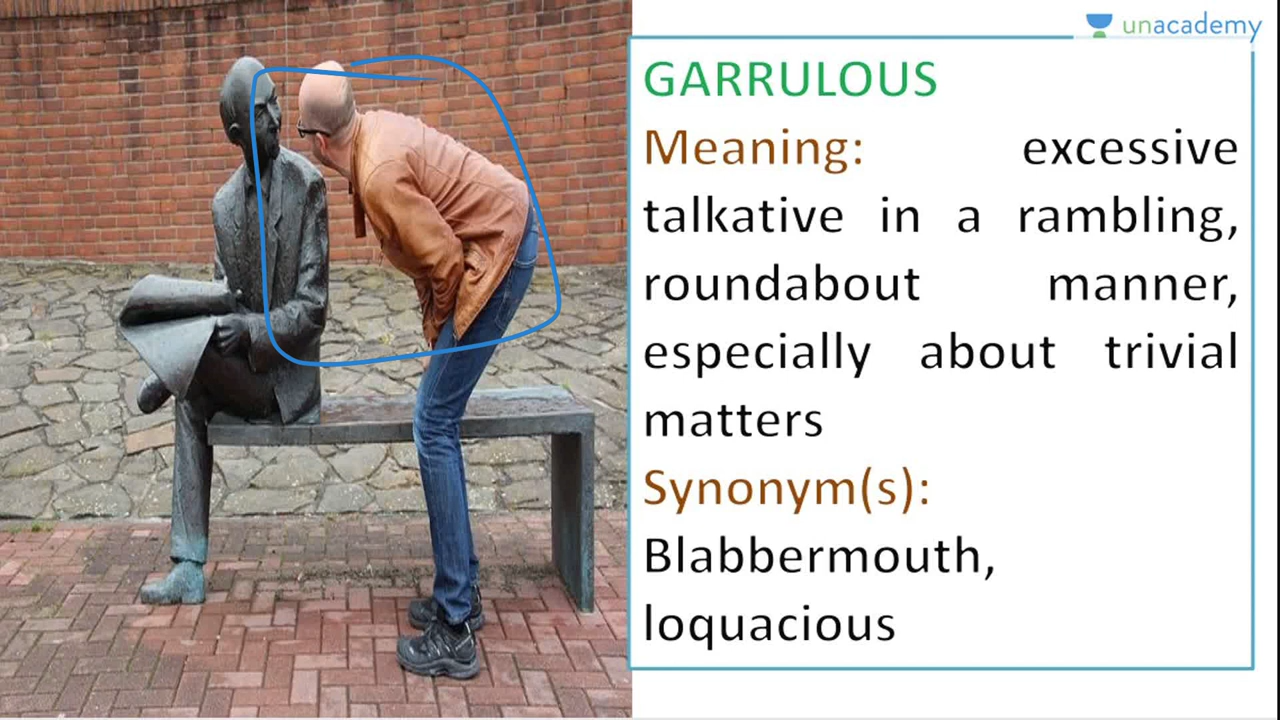 unacademy
GARRULOUS
Meaning: excessive
talkative in a rambling,
roundabout manner,
especially about trivial
matters
Synonym(s):
Blabbermouth,
loquacious